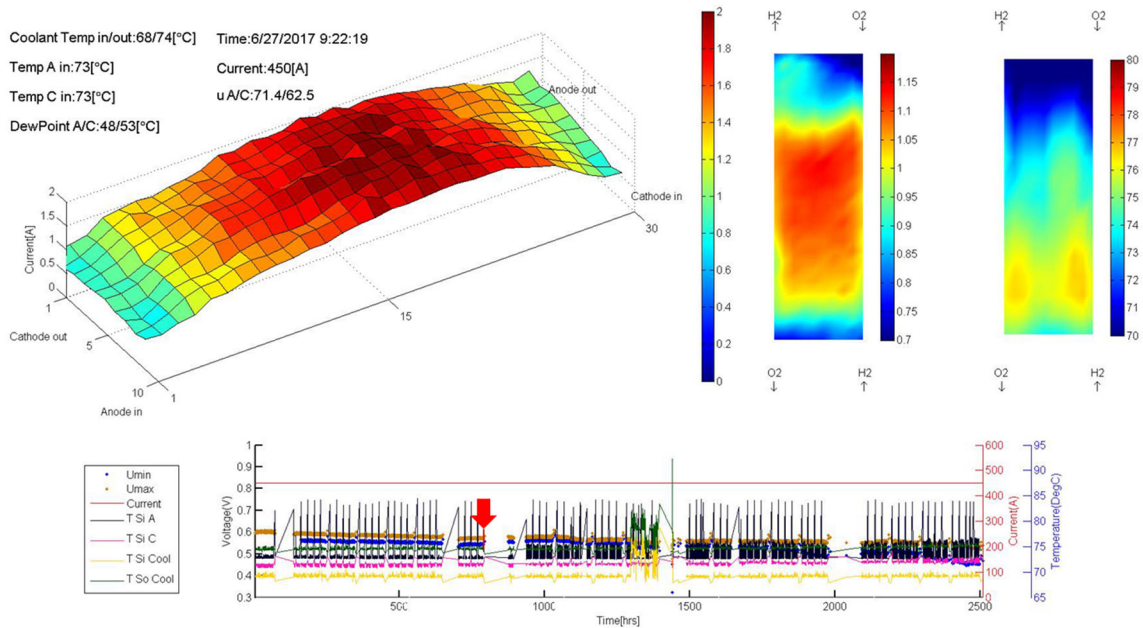 Coolant Temp in/out:68/74[°C]
Time:6/27/2017 9:22:19
Temp A in:73[°C]
Current:450[A]
Temp C in:73[°C]
u A/C:71.4/62.5
DewPoint A/C:48/53[°C]
Anode out
Cathode in
30
15
2
1.5
1
0.5
0
Current[A]
1
Cathode out
5
10
1
Anode in
2
1.8
1.6
1.4
1.2
1
0.8
0.6
0.4
0.2
0
H2
O2
O2
H2
1.15
1.1
1.05
1
0.95
0.9
0.85
0.8
0.75
0.7
H2
O2
O2
H2
80
79
78
77
76
75
74
73
72
71
70
Umin
Umax
Current
T Si A
T Si C
T Si Cool
T So Cool
Voltage(V)
1
0.9
0.8
0.7
0.6
0.5
0.4
0.3
500
1000
1500
2000
2500
Time[hrs]
600
500
400
300
200
100
0
Current(A)
95
90
85
80
75
70
65
Temperature(DegC)